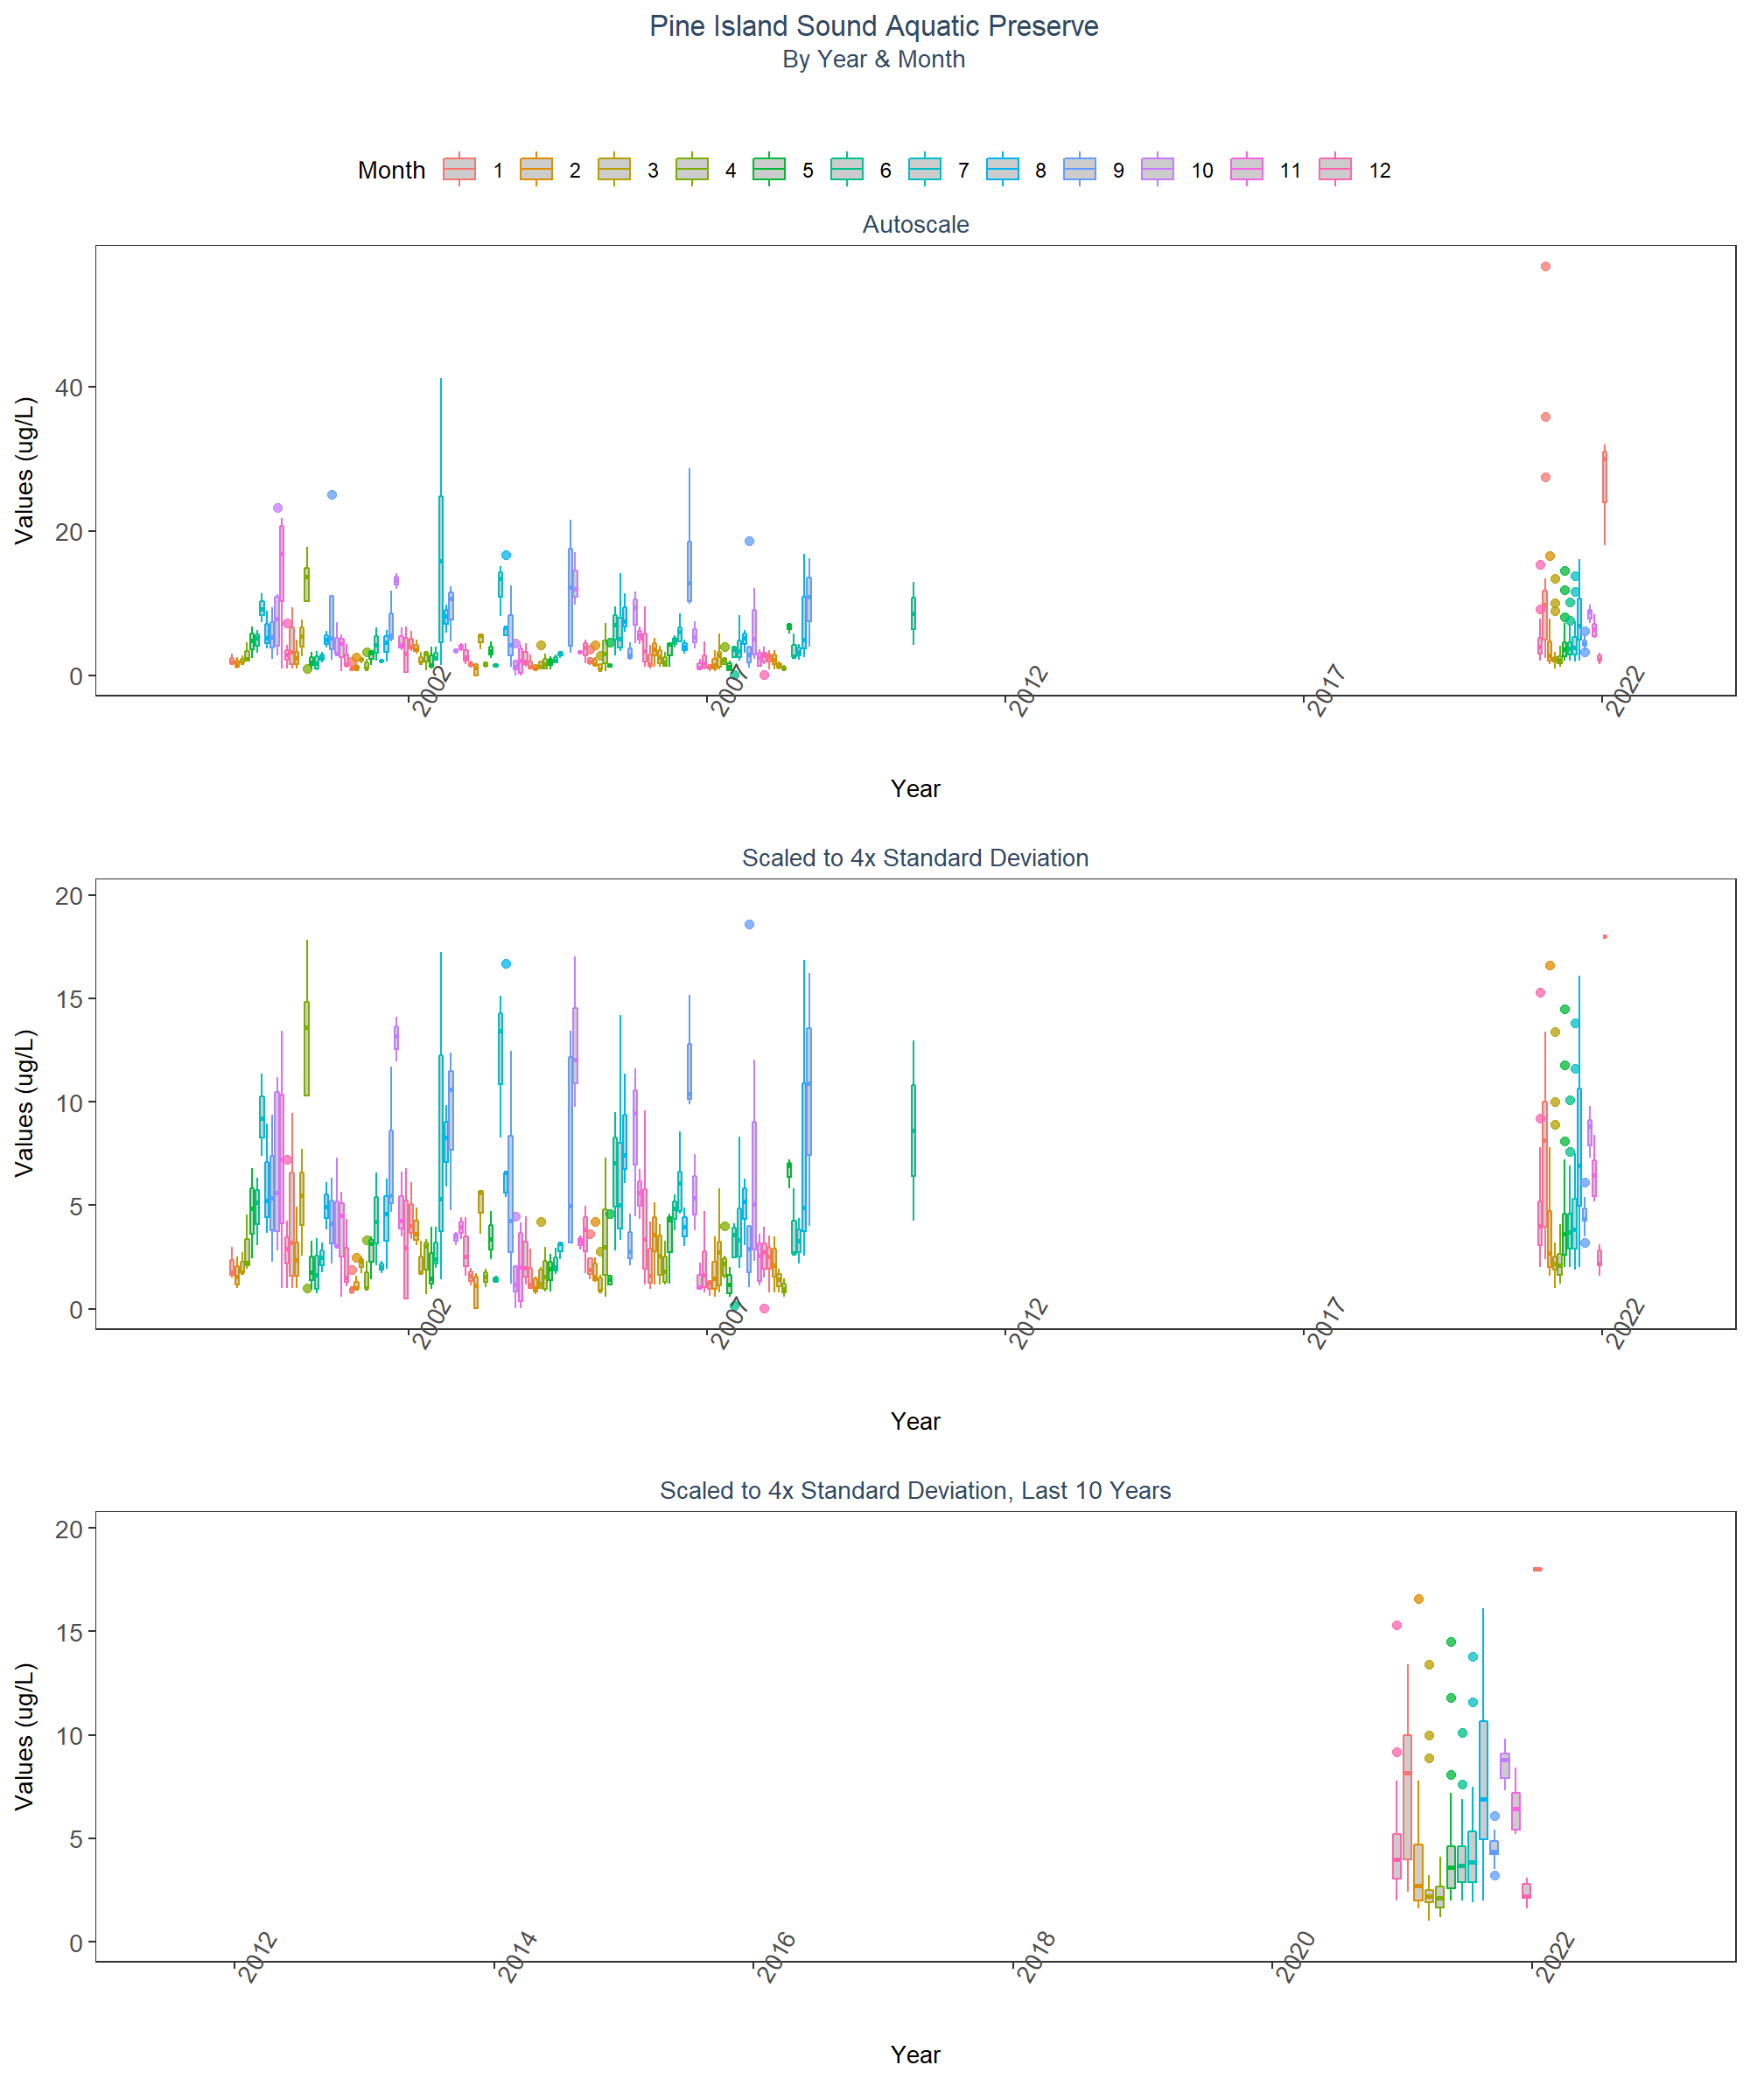 Pine Island Sound Aquatic Preserve
By Year & Month
Month 1 2 3 4 5 6 7 8 9 10 11 12
Autoscale
Values (ug/L)
40
20
0
2002 2007 2012 2017 2022
Year
Scaled to 4x Standard Deviation
Values (ug/L)
20
15
10
5
0
2002 2007 2012 2017 2022
Year
Scaled to 4x Standard Deviation, Last 10 Years
Values (ug/L)
20
15
10
5
0
2012 2014 2016 2018 2020 2022
Year